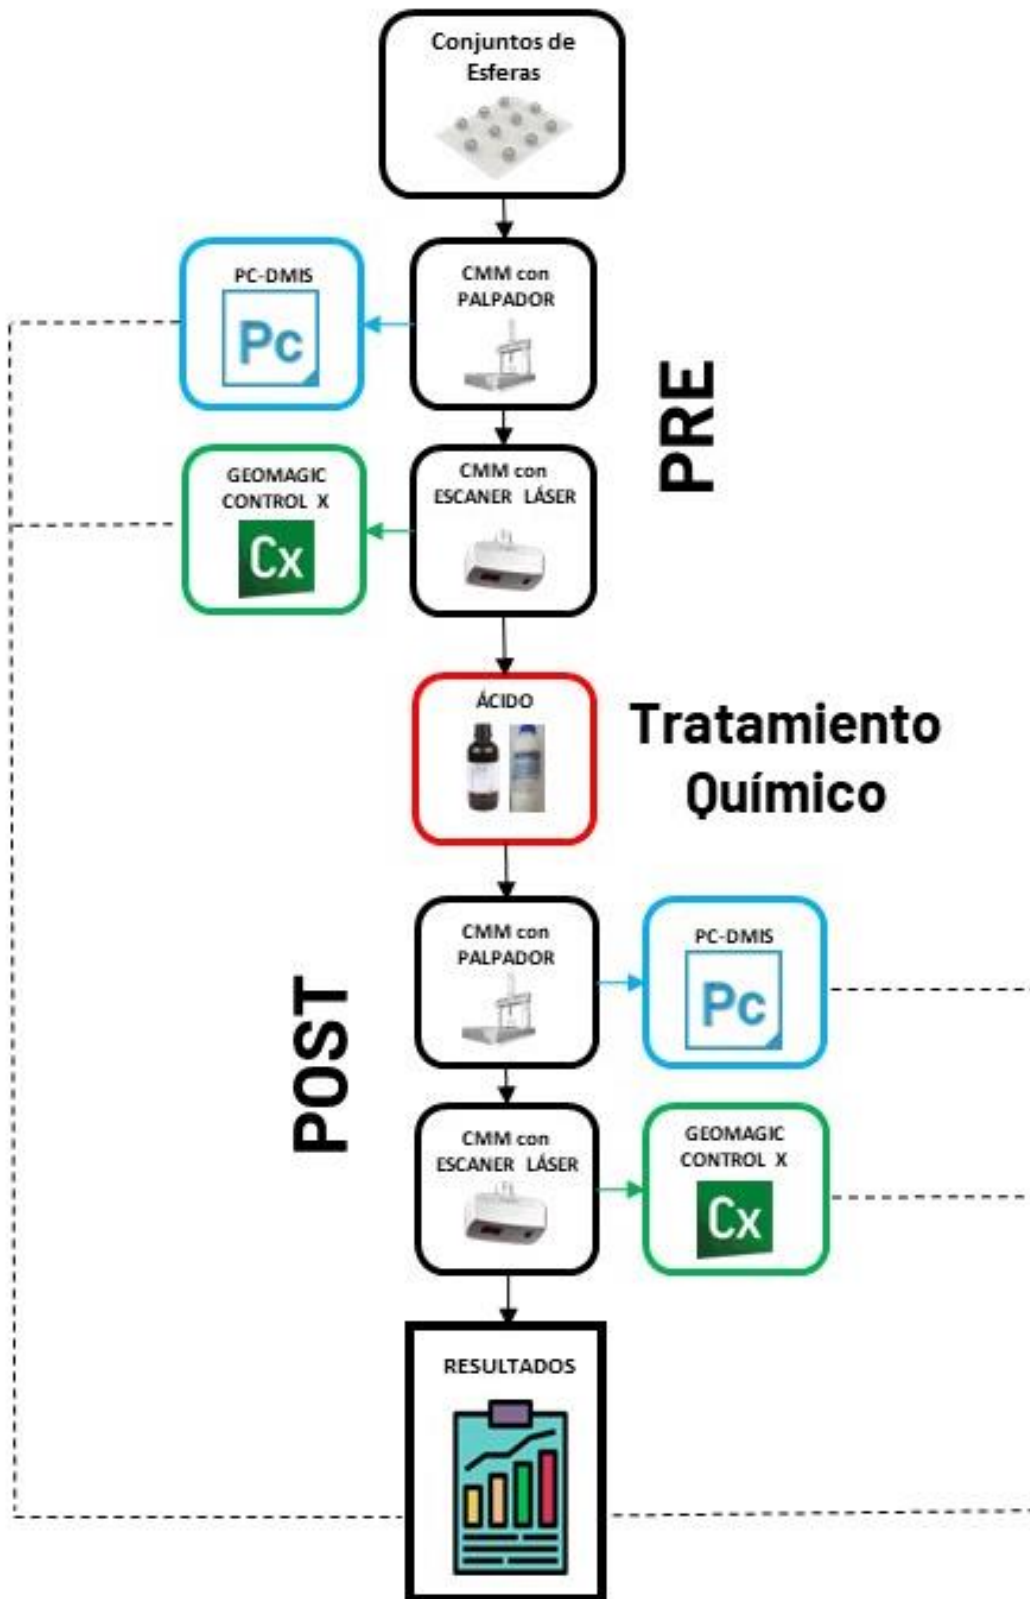 Conjuntos de
Esferas
PC-DMIS
Pc
CMM con
PALPADOR
PRE
GEOMAGIC
CONTROL X
Cx
CMM con
ESCANER LÁSER
ÁCIDO
Tratamiento
Químico
CMM con
PALPADOR
PC-DMIS
Pc
POST
CMM con
ESCANER LÁSER
GEOMAGIC
CONTROL X
Cx
RESULTADOS